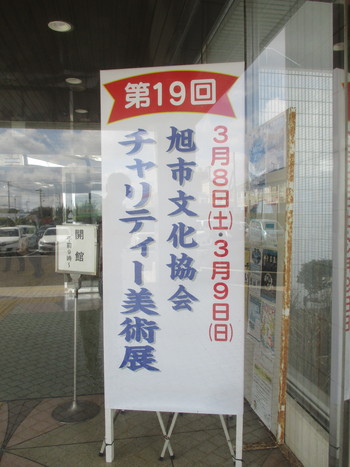 第19回
3月8日(土)・3月9日(日)
旭市文化協会
チャリティー美術展
開館